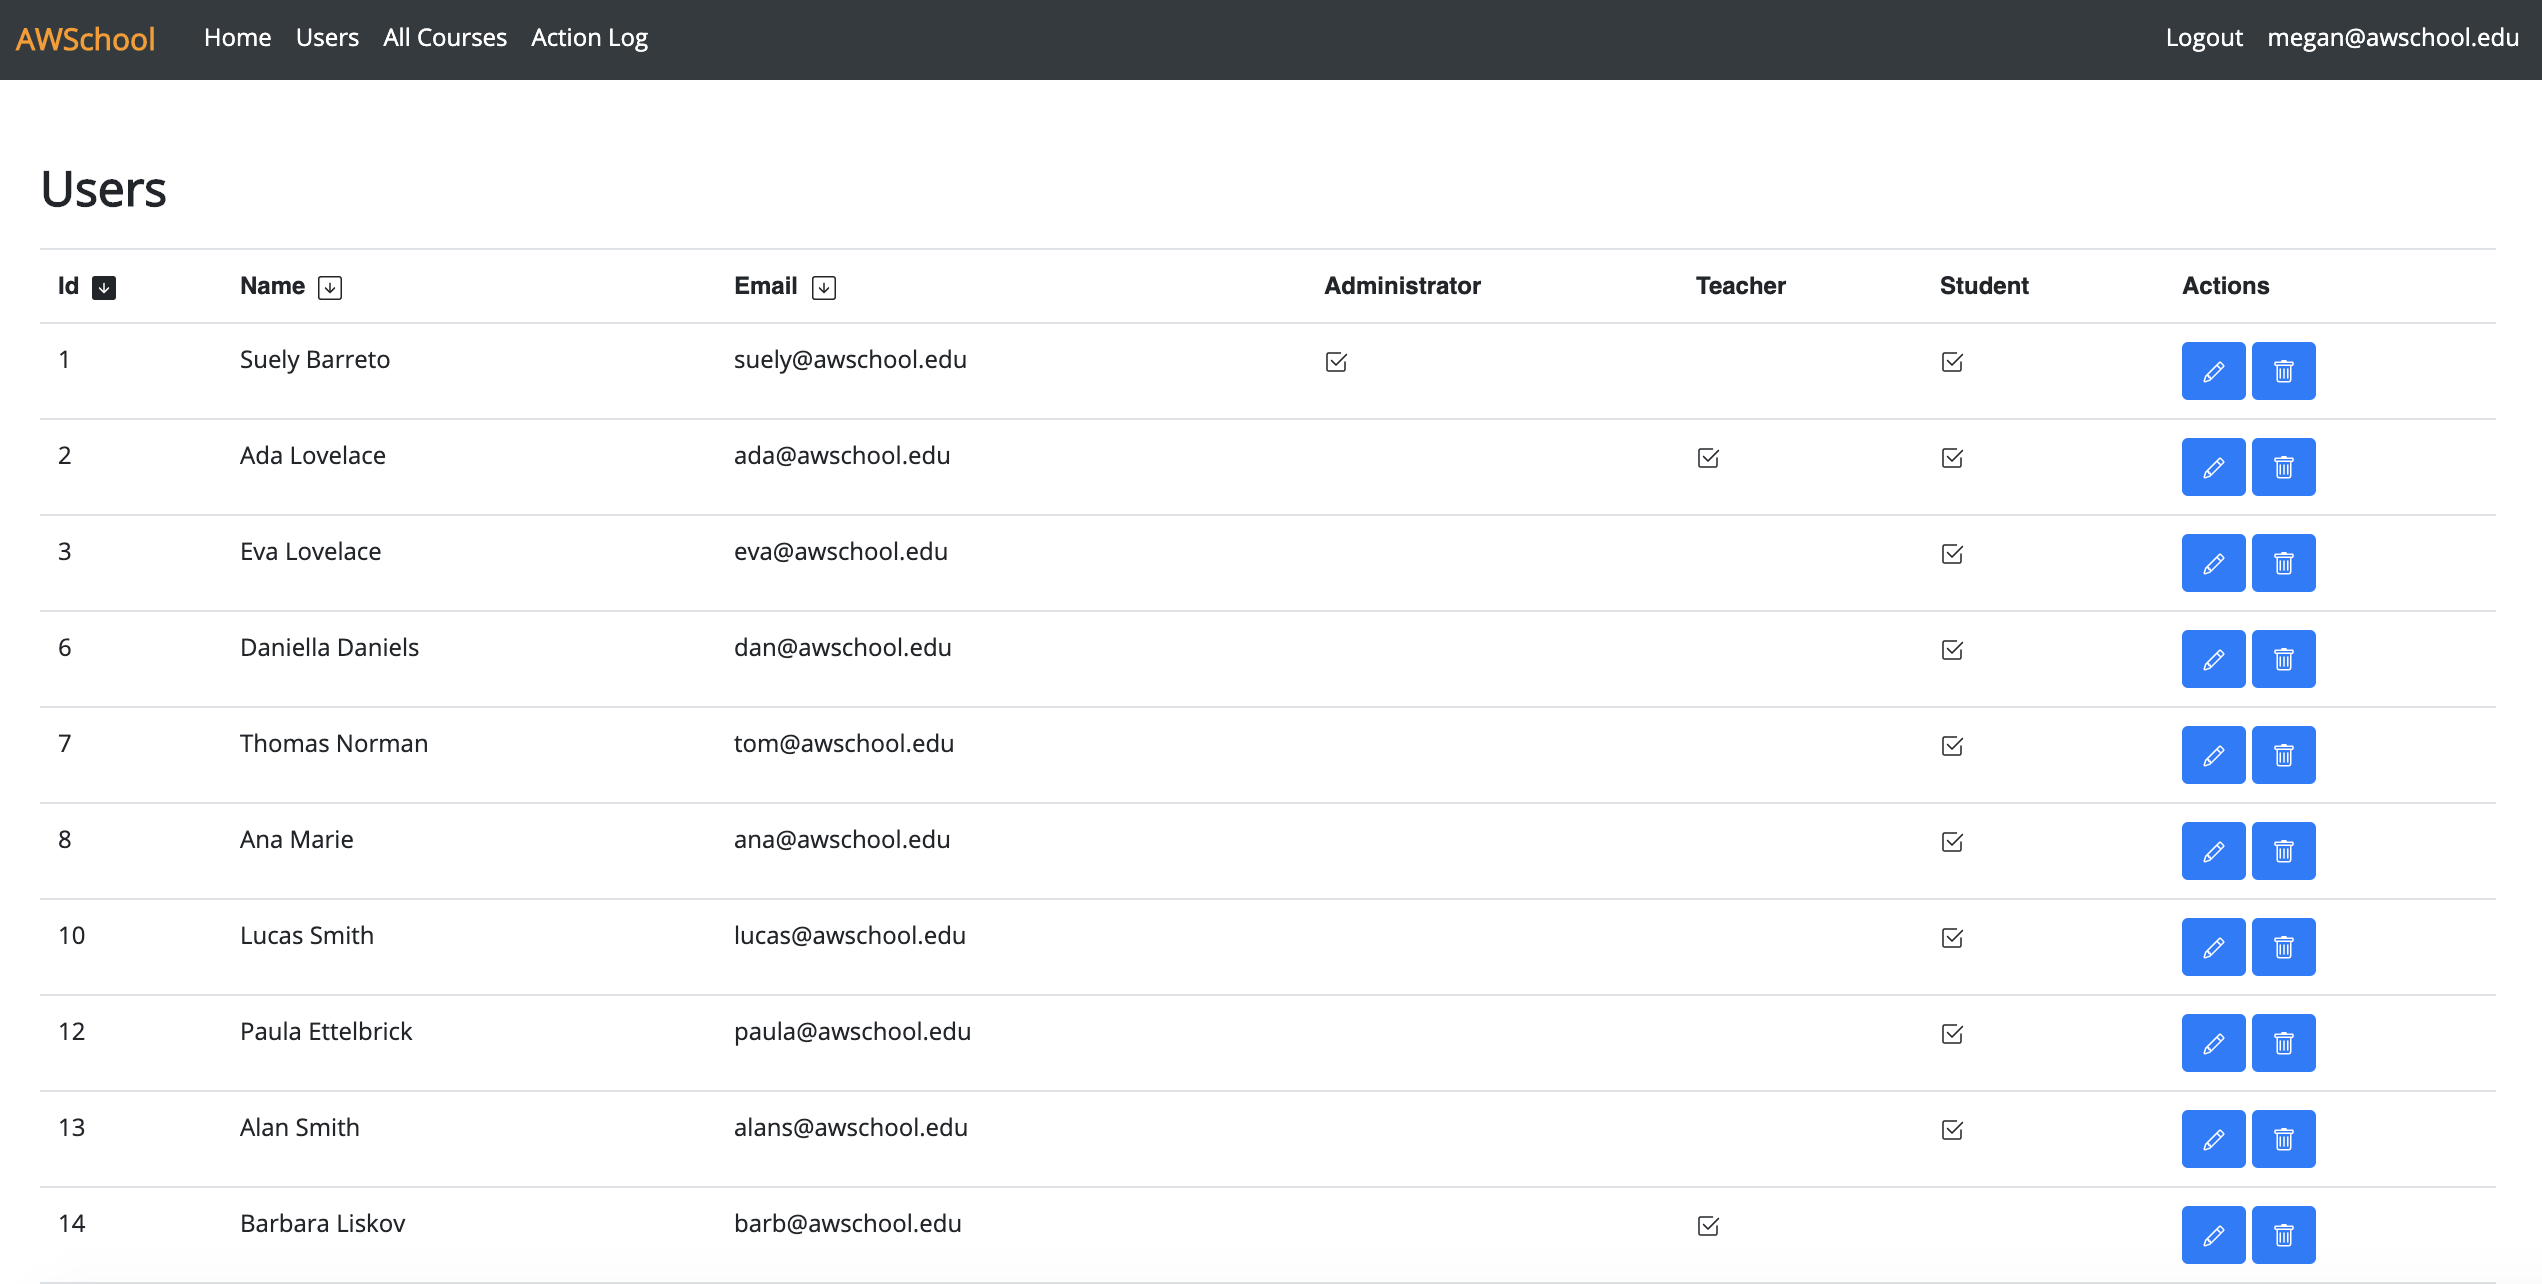 AWSchool Home Users All Courses Action Log Logout megan@awschool.edu
Users
Id Name Email Administrator Teacher Student Actions
1 Suely Barreto suely@awschool.edu
2 Ada Lovelace ada@awschool.edu
3 Eva Lovelace eva@awschool.edu
6 Daniella Daniels dan@awschool.edu
7 Thomas Norman tom@awschool.edu
8 Ana Marie ana@awschool.edu
10 Lucas Smith lucas@awschool.edu
12 Paula Ettelbrick paula@awschool.edu
13 Alan Smith alans@awschool.edu
14 Barbara Liskov barb@awschool.edu